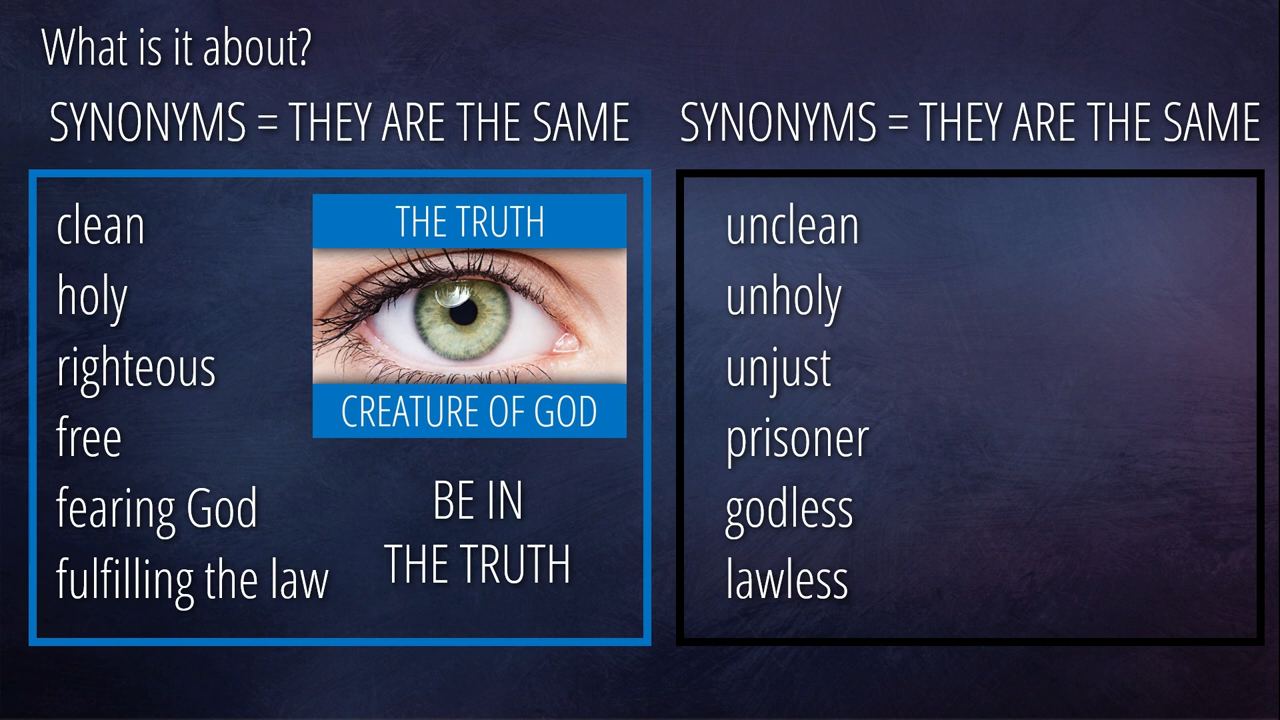 What is it about?
SYNONYMS = THEY ARE THE SAME
clean
holy
righteous
free
fearing God
fulfilling the law
THE TRUTH
CREATURE OF GOD
BE IN
THE TRUTH
SYNONYMS = THEY ARE THE SAME
unclean
unholy
unjust
prisoner
godless
lawless